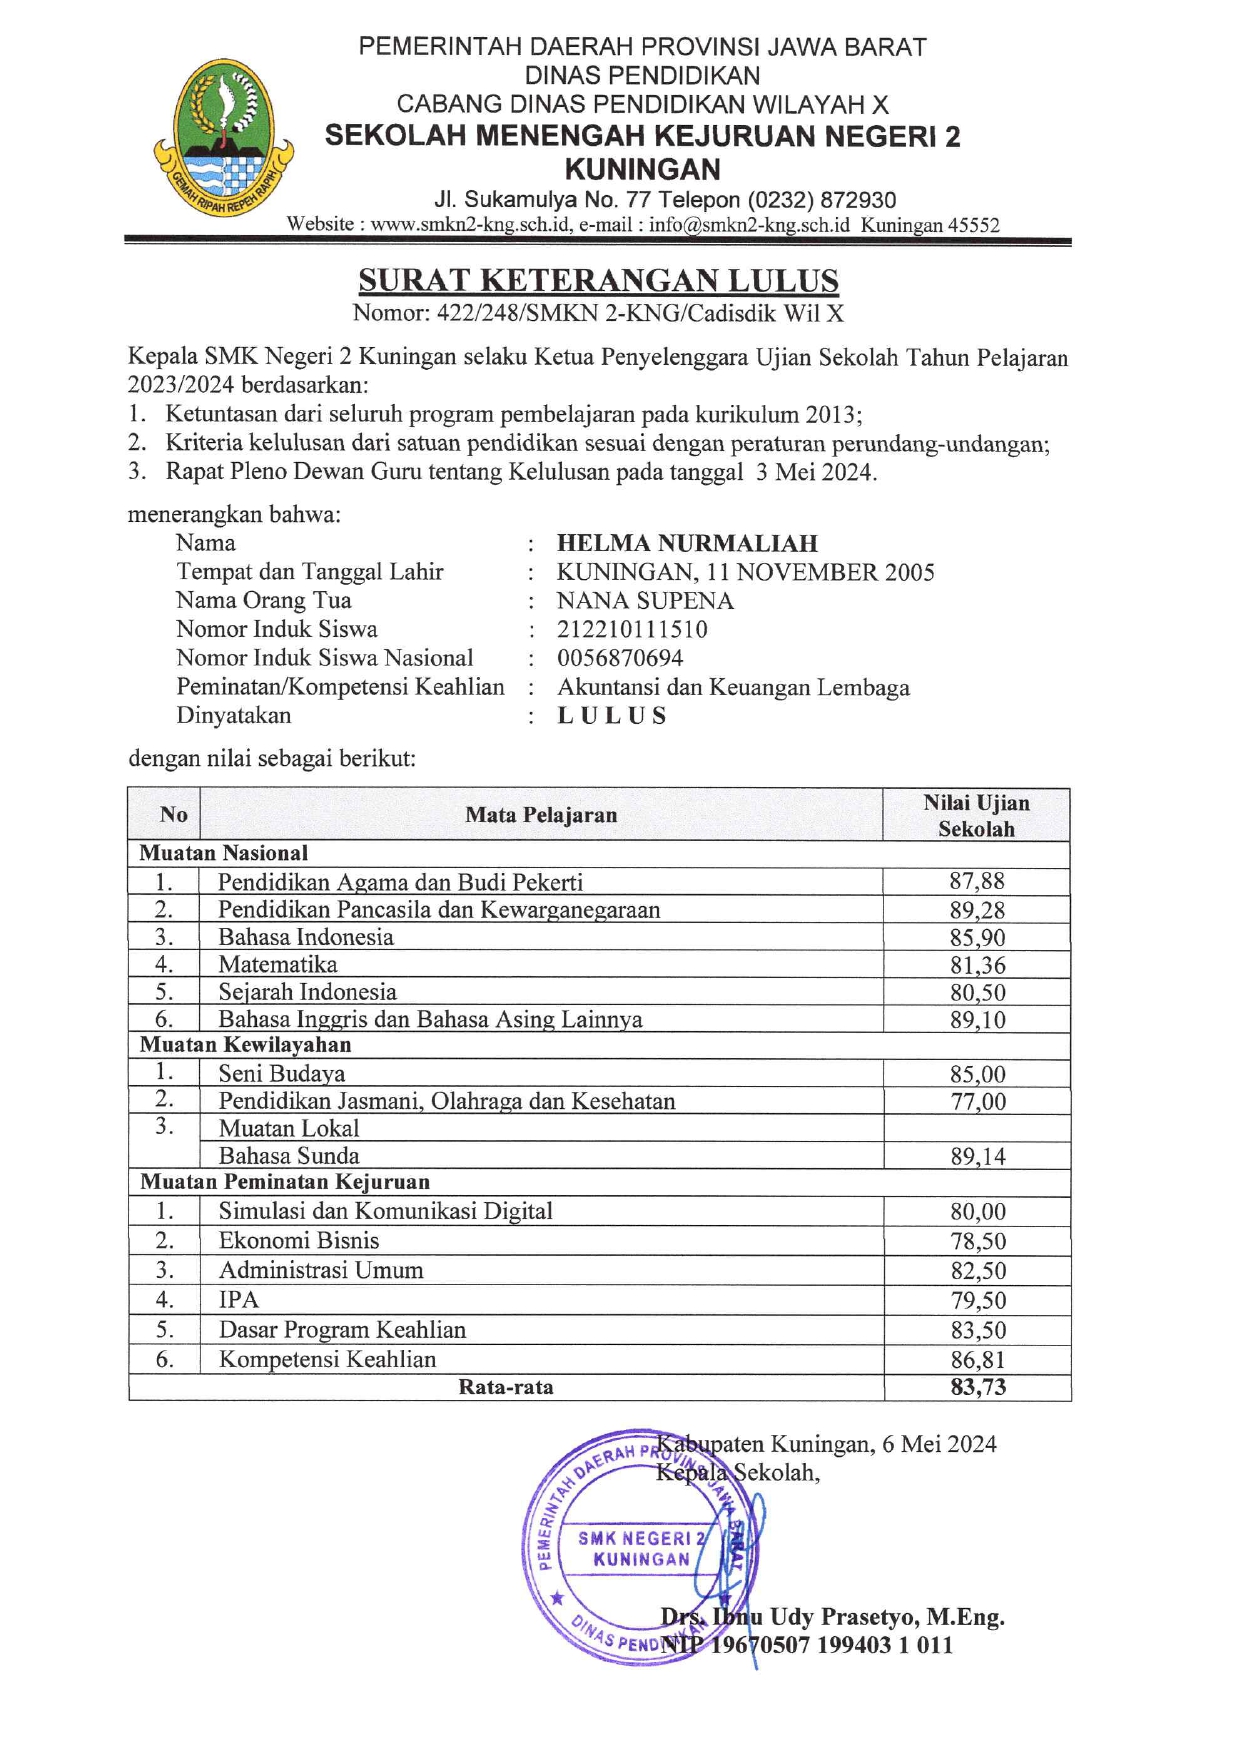 PEMERINTAH DAERAH PROVINSI JAWA BARAT
DINAS PENDIDIKAN
CABANG DINAS PENDIDIKAN WILAYAH X
SEKOLAH MENENGAH KEJURUAN NEGERI 2
KUNINGAN
Jl. Sukamulya No. 77 Telepon (0232) 872930
Website : www.smkn2-kng.sch.id, e-mail : info@smkn2-kng.sch.id Kuningan 45552
GEMAH RIPAH REPEH RAPIH
SURAT KETERANGAN LULUS
Nomor: 422/248/SMKN 2-KNG/Cadisdik Wil X
Kepala SMK Negeri 2 Kuningan selaku Ketua Penyelenggara Ujian Sekolah Tahun Pelajaran
2023/2024 berdasarkan:
1. Ketuntasan dari seluruh program pembelajaran pada kurikulum 2013;
2. Kriteria kelulusan dari satuan pendidikan sesuai dengan peraturan perundang-undangan;
3. Rapat Pleno Dewan Guru tentang Kelulusan pada tanggal 3 Mei 2024.
menerangkan bahwa:
Nama : HELMA NURMALIAH
Tempat dan Tanggal Lahir : KUNINGAN, 11 NOVEMBER 2005
Nama Orang Tua : NANA SUPENA
Nomor Induk Siswa : 212210111510
Nomor Induk Siswa Nasional : 0056870694
Peminatan/Kompetensi Keahlian : Akuntansi dan Keuangan Lembaga
Dinyatakan : L U L U S
dengan nilai sebagai berikut:
No Mata Pelajaran Nilai Ujian
Sekolah
Muatan Nasional
1. Pendidikan Agama dan Budi Pekerti 87,88
2. Pendidikan Pancasila dan Kewarganegaraan 89,28
3. Bahasa Indonesia 85,90
4. Matematika 81,36
5. Sejarah Indonesia 80,50
6. Bahasa Inggris dan Bahasa Asing Lainnya 89,10
Muatan Kewilayahan
1. Seni Budaya 85,00
2. Pendidikan Jasmani, Olahraga dan Kesehatan 77,00
3. Muatan Lokal
Bahasa Sunda 89,14
Muatan Peminatan Kejuruan
1. Simulasi dan Komunikasi Digital 80,00
2. Ekonomi Bisnis 78,50
3. Administrasi Umum 82,50
4. IPA 79,50
5. Dasar Program Keahlian 83,50
6. Kompetensi Keahlian 86,81
Rata-rata 83,73
Kabupaten Kuningan, 6 Mei 2024
Kepala Sekolah,
PEMERINTAH DAERAH PROVINSI JAWA BARAT
SMK NEGERI 2
KUNINGAN
DINAS PENDIDIKAN
Drs. Ibnu Udy Prasetyo, M.Eng.
NIP 19670507 199403 1 011